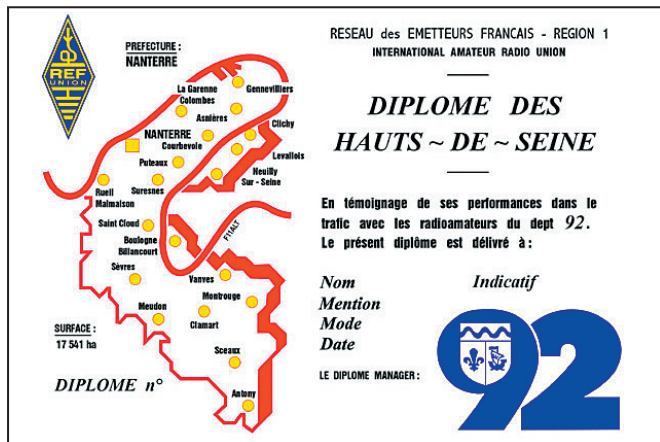 REF
UNION
PREFECTURE :
NANTERRE
La Garenne
Colombes
Gennevilliers
Asnières
Clichy
NANTERRE
Courbevoie
Levallois
Puteaux
Neuilly
Sur - Seine
Rueil
Malmaison
Suresnes
Saint Cloud
F11ALT
Boulogne
Billancourt
Sèvres
Vanves
Montrouge
Meudon
Clamart
SURFACE :
17 541 ha
Sceaux
DIPLOME n°
Antony
RESEAU des EMETTEURS FRANCAIS - REGION 1
INTERNATIONAL AMATEUR RADIO UNION
DIPLOME DES
HAUTS ~ DE ~ SEINE
En témoignage de ses performances dans le
trafic avec les radioamateurs du dept 92.
Le présent diplôme est délivré à :
Nom Indicatif
Mention
Mode
Date
LE DIPLOME MANAGER :
92